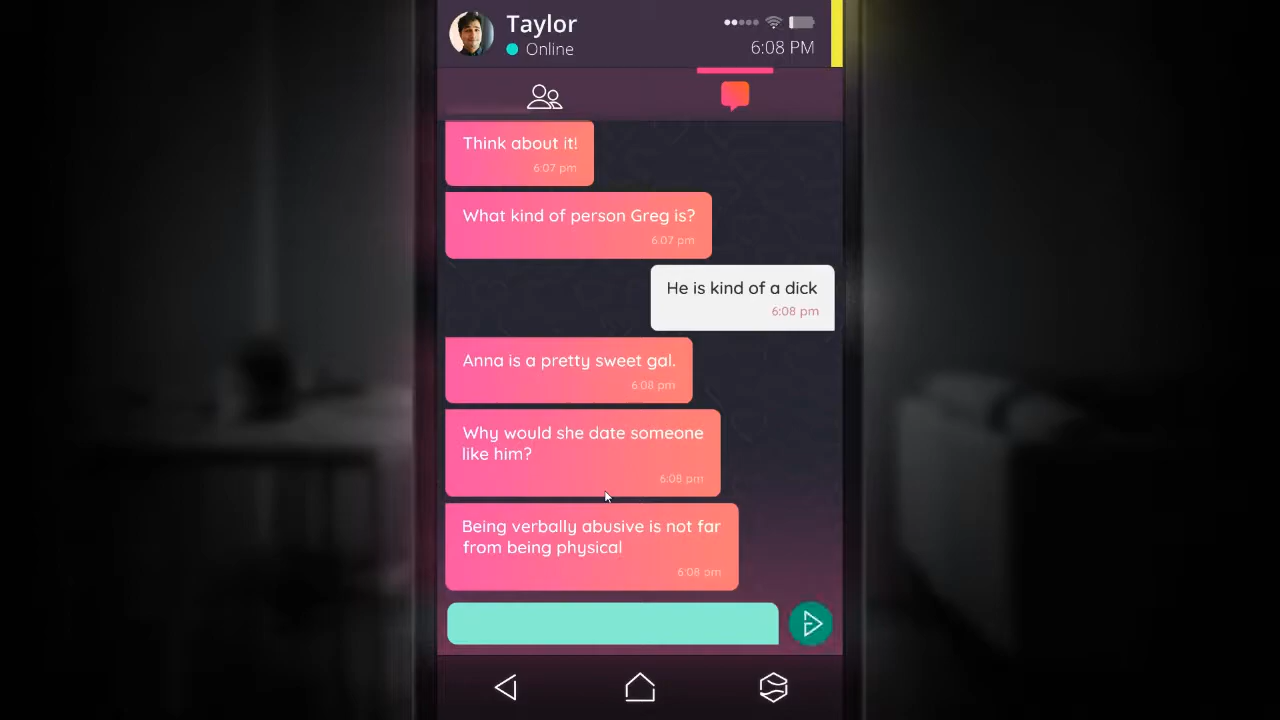 Taylor
Online
6:08 PM
Think about it!
6:07 pm
What kind of person Greg is?
6:07 pm
He is kind of a dick
6:08 pm
Anna is a pretty sweet gal.
6:08 pm
Why would she date someone
like him?
6:08 pm
Being verbally abusive is not far
from being physical
6:08 pm